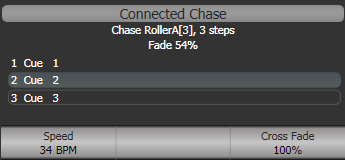 Connected Chase
Chase RollerA[3], 3 steps
Fade 54%
1 Cue 1
2 Cue 2
3 Cue 3
Speed
34 BPM
Cross Fade
100%